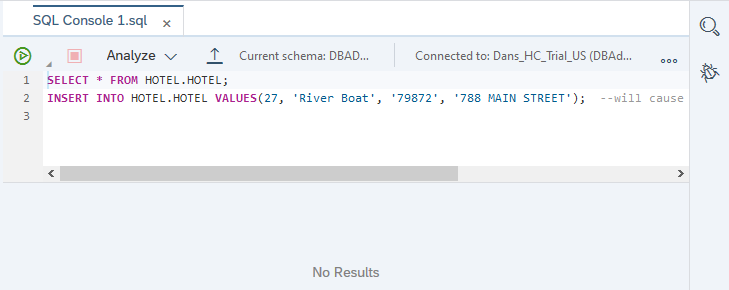 SQL Console 1.sql ×
Analyze Current schema: DBAD... Connected to: Dans_HC_Trial_US (DBAd...
1 SELECT * FROM HOTEL.HOTEL;
2 INSERT INTO HOTEL.HOTEL VALUES(27, 'River Boat', '79872', '788 MAIN STREET'); --will cause
3
No Results